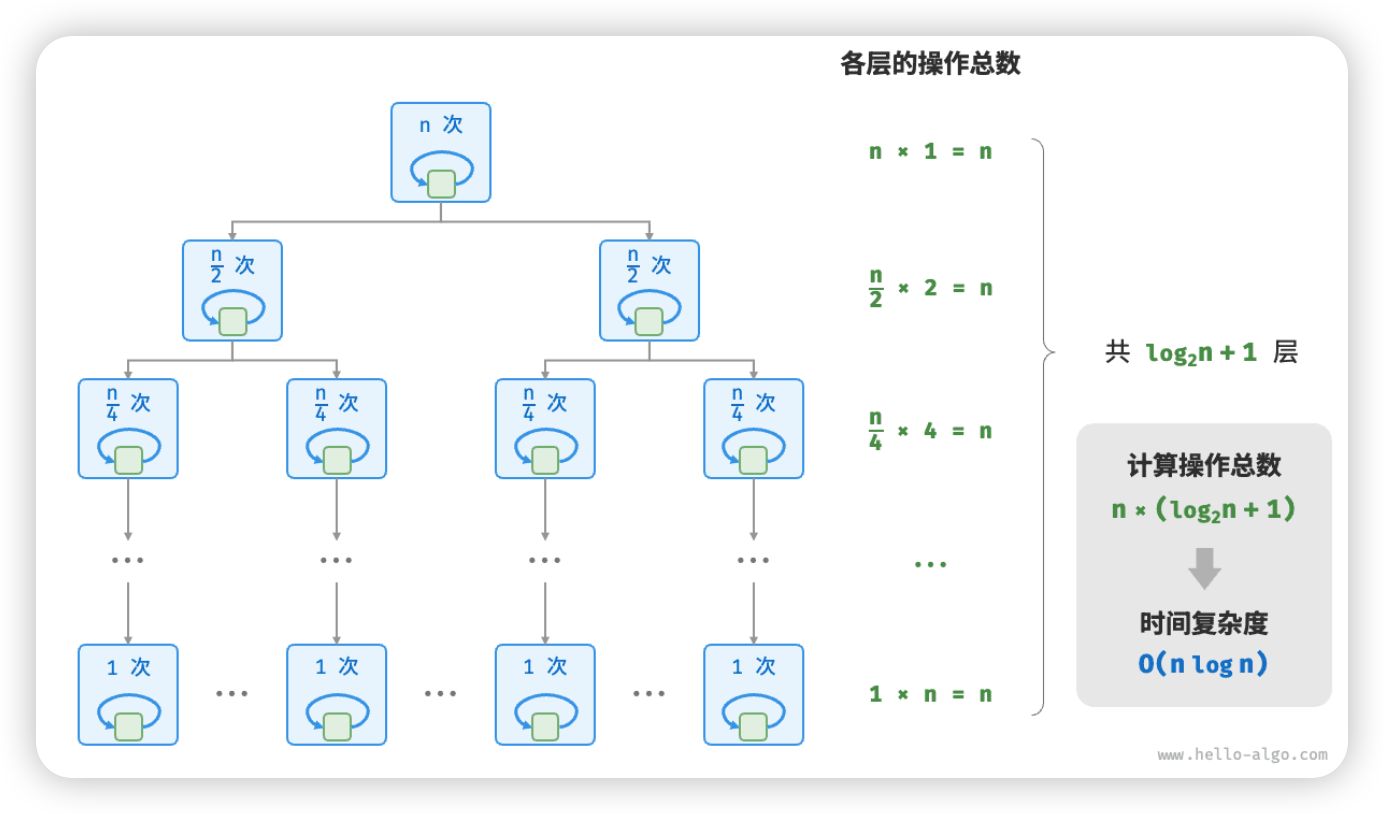 各层的操作总数
n 次
n × 1 = n
n/2 次
n/2 次
n/2 × 2 = n
共 log₂n + 1 层
n/4 次
n/4 次
n/4 次
n/4 次
n/4 × 4 = n
计算操作总数
n × (log₂n + 1)
...
...
...
...
...
时间复杂度
O(n log n)
1 次
...
1 次
...
1 次
...
1 次
1 × n = n
www.hello-algo.com